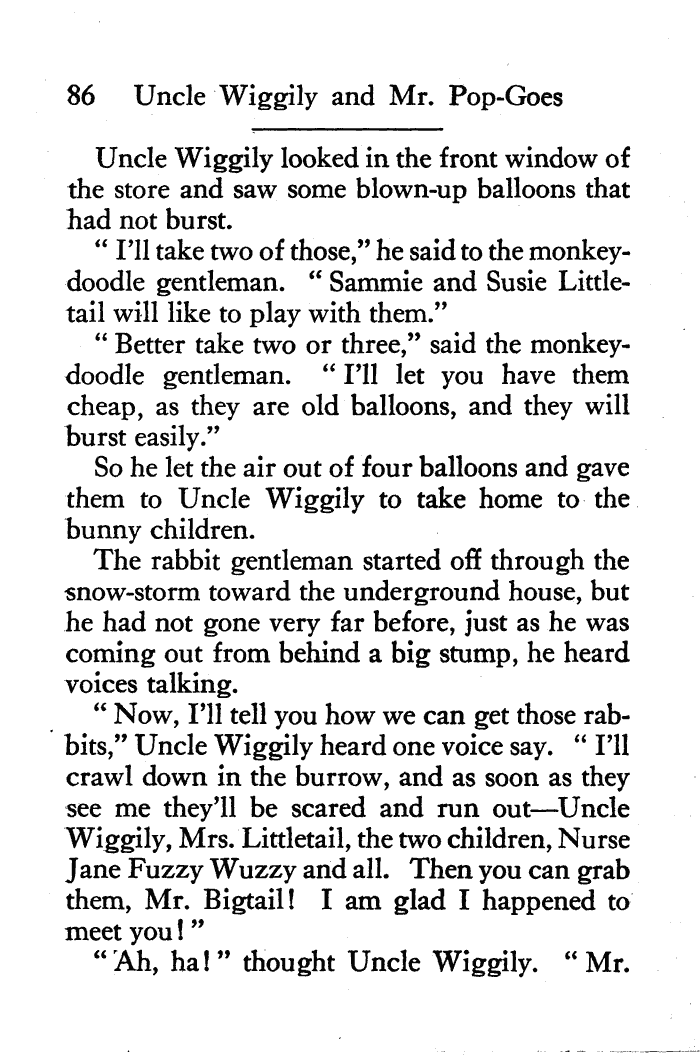 86 Uncle Wiggily and Mr. Pop-Goes
Uncle Wiggily looked in the front window of
the store and saw some blown-up balloons that
had not burst.
“ I’ll take two of those,” he said to the monkey-
doodle gentleman. “ Sammie and Susie Little-
tail will like to play with them.”
“ Better take two or three,” said the monkey-
doodle gentleman. “ I’ll let you have them
cheap, as they are old balloons, and they will
burst easily.”
So he let the air out of four balloons and gave
them to Uncle Wiggily to take home to the
bunny children.
The rabbit gentleman started off through the
snow-storm toward the underground house, but
he had not gone very far before, just as he was
coming out from behind a big stump, he heard
voices talking.
“ Now, I’ll tell you how we can get those rab-
bits,” Uncle Wiggily heard one voice say. “ I’ll
crawl down in the burrow, and as soon as they
see me they’ll be scared and run out—Uncle
Wiggily, Mrs. Littletail, the two children, Nurse
Jane Fuzzy Wuzzy and all. Then you can grab
them, Mr. Bigtail! I am glad I happened to
meet you! ”
“ Ah, ha! ” thought Uncle Wiggily. “ Mr.